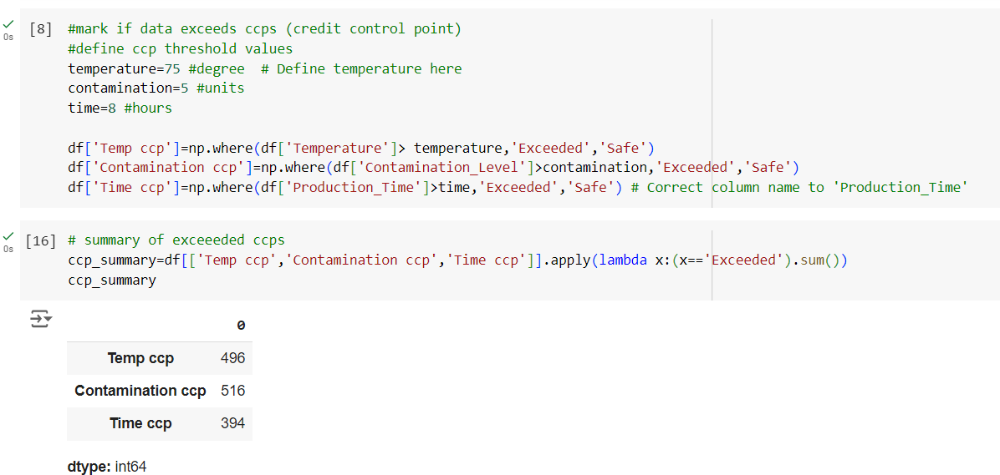 [8] #mark if data exceeds ccps (credit control point)
0s
#define ccp threshold values
temperature=75 #degree  # Define temperature here
contamination=5 #units
time=8 #hours
df['Temp ccp']=np.where(df['Temperature']> temperature,'Exceeded','Safe')
df['Contamination ccp']=np.where(df['Contamination_Level']>contamination,'Exceeded','Safe')
df['Time ccp']=np.where(df['Production_Time']>time,'Exceeded','Safe') # Correct column name to 'Production_Time'
[16] # summary of exceeeded ccps
0s
ccp_summary=df[['Temp ccp','Contamination ccp','Time ccp']].apply(lambda x:(x=='Exceeded').sum())
ccp_summary
0
Temp ccp 496
Contamination ccp 516
Time ccp 394
dtype: int64